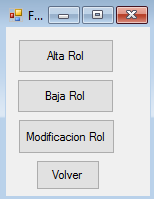 F...
Alta Rol
Baja Rol
Modificacion Rol
Volver